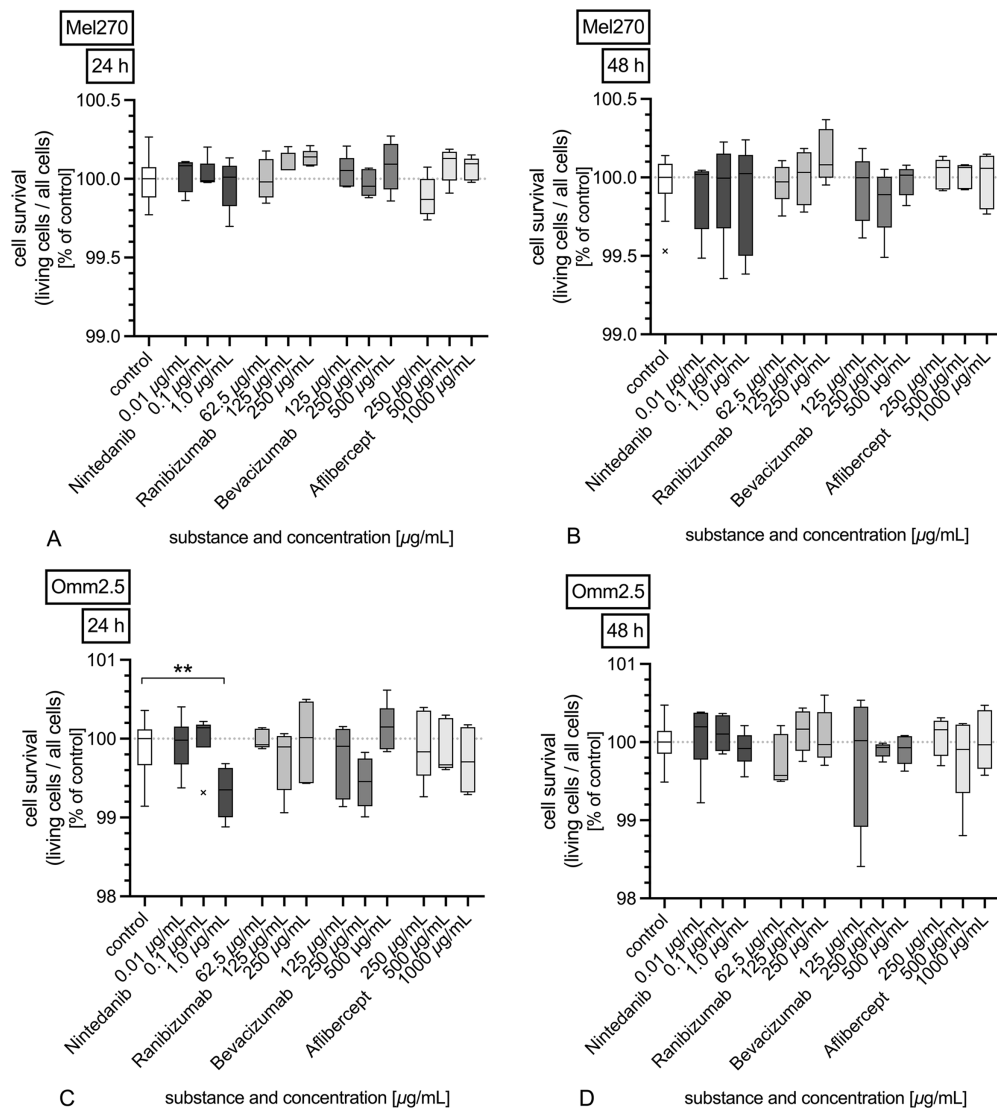 Mel270
24 h
cell survival
(living cells / all cells)
[% of control]
100.5
100.0
99.5
99.0
control
0.01 µg/mL
0.1 µg/mL
1.0 µg/mL
62.5 µg/mL
125 µg/mL
250 µg/mL
125 µg/mL
250 µg/mL
500 µg/mL
250 µg/mL
500 µg/mL
1000 µg/mL
Nintedanib
Ranibizumab
Bevacizumab
Aflibercept
A
substance and concentration [µg/mL]
Mel270
48 h
cell survival
(living cells / all cells)
[% of control]
100.5
100.0
99.5
99.0
control
0.01 µg/mL
0.1 µg/mL
1.0 µg/mL
62.5 µg/mL
125 µg/mL
250 µg/mL
125 µg/mL
250 µg/mL
500 µg/mL
250 µg/mL
500 µg/mL
1000 µg/mL
Nintedanib
Ranibizumab
Bevacizumab
Aflibercept
B
substance and concentration [µg/mL]
Omm2.5
24 h
cell survival
(living cells / all cells)
[% of control]
101
100
99
98
**
control
0.01 µg/mL
0.1 µg/mL
1.0 µg/mL
62.5 µg/mL
125 µg/mL
250 µg/mL
125 µg/mL
250 µg/mL
500 µg/mL
250 µg/mL
500 µg/mL
1000 µg/mL
Nintedanib
Ranibizumab
Bevacizumab
Aflibercept
C
substance and concentration [µg/mL]
Omm2.5
48 h
cell survival
(living cells / all cells)
[% of control]
101
100
99
98
control
0.01 µg/mL
0.1 µg/mL
1.0 µg/mL
62.5 µg/mL
125 µg/mL
250 µg/mL
125 µg/mL
250 µg/mL
500 µg/mL
250 µg/mL
500 µg/mL
1000 µg/mL
Nintedanib
Ranibizumab
Bevacizumab
Aflibercept
D
substance and concentration [µg/mL]